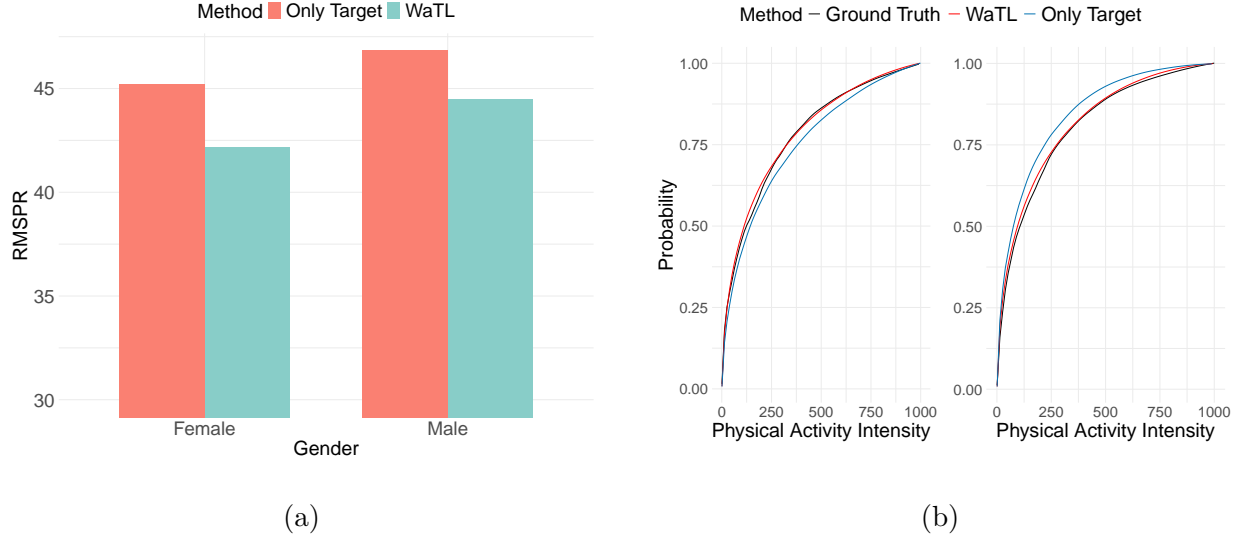 Method Only Target WaTL
RMSPR
45
40
35
30
Female Male
Gender
(a)
Method Ground Truth WaTL Only Target
Probability
1.00 1.00
0.75 0.75
0.50 0.50
0.25 0.25
0.00 0.00
0 250 500 750 1000 0 250 500 750 1000
Physical Activity Intensity Physical Activity Intensity
(b)